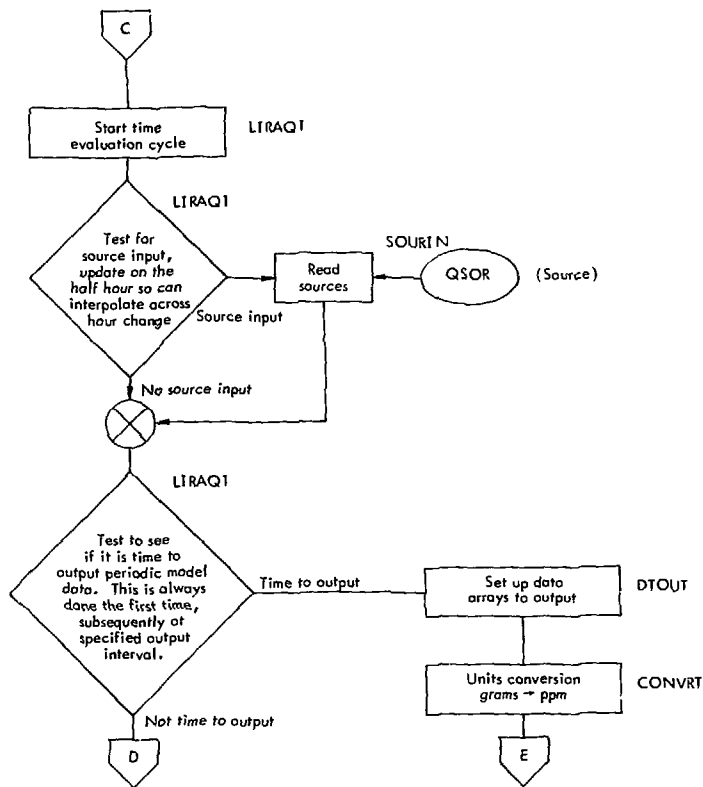 C
Start time
evaluation cycle
LIRAQ1
LIRAQ1
Test for
source input,
update on the
half hour so can
interpolate across
hour change
Source input
SOURIN
Read
sources
QSOR
(Source)
No source input
LIRAQ1
Test to see
if it is time to
output periodic model
data. This is always
done the first time,
subsequently at
specified output
interval.
Time to output
Set up data
arrays to output
DTOUT
Units conversion
grams → ppm
CONVRT
Not time to output
D
E